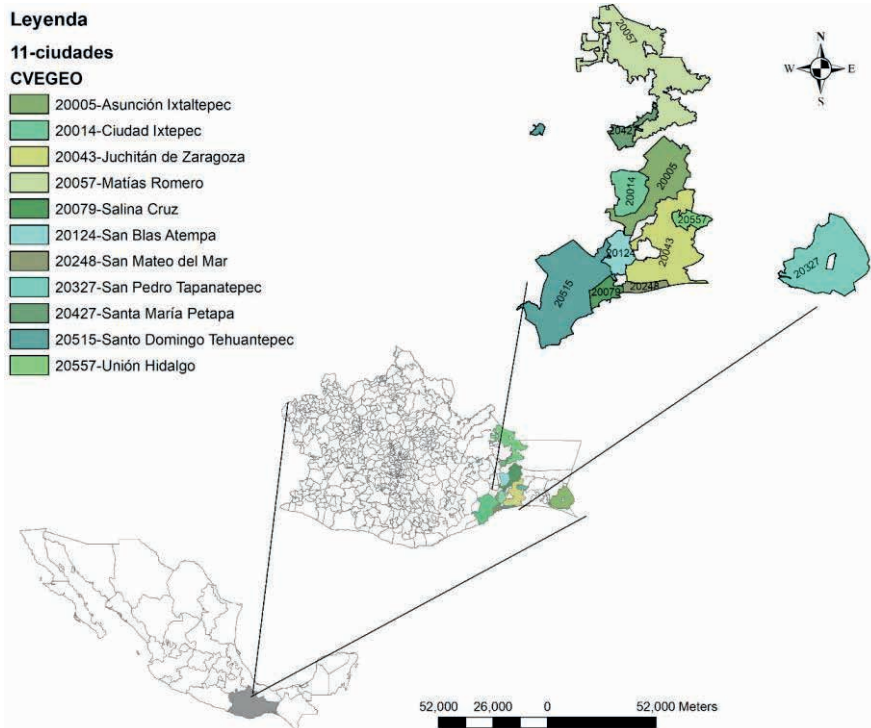 Leyenda
11-ciudades
CVEGEO
20005-Asunción Ixtaltepec
20014-Ciudad Ixtepec
20043-Juchitán de Zaragoza
20057-Matías Romero
20079-Salina Cruz
20124-San Blas Atempa
20248-San Mateo del Mar
20327-San Pedro Tapanatepec
20427-Santa María Petapa
20515-Santo Domingo Tehuantepec
20557-Unión Hidalgo
20057
N
W E
S
20427
20005
20014
20557
20124
20043
20327
20515
20079
20248
52,000 26,000 0 52,000 Meters